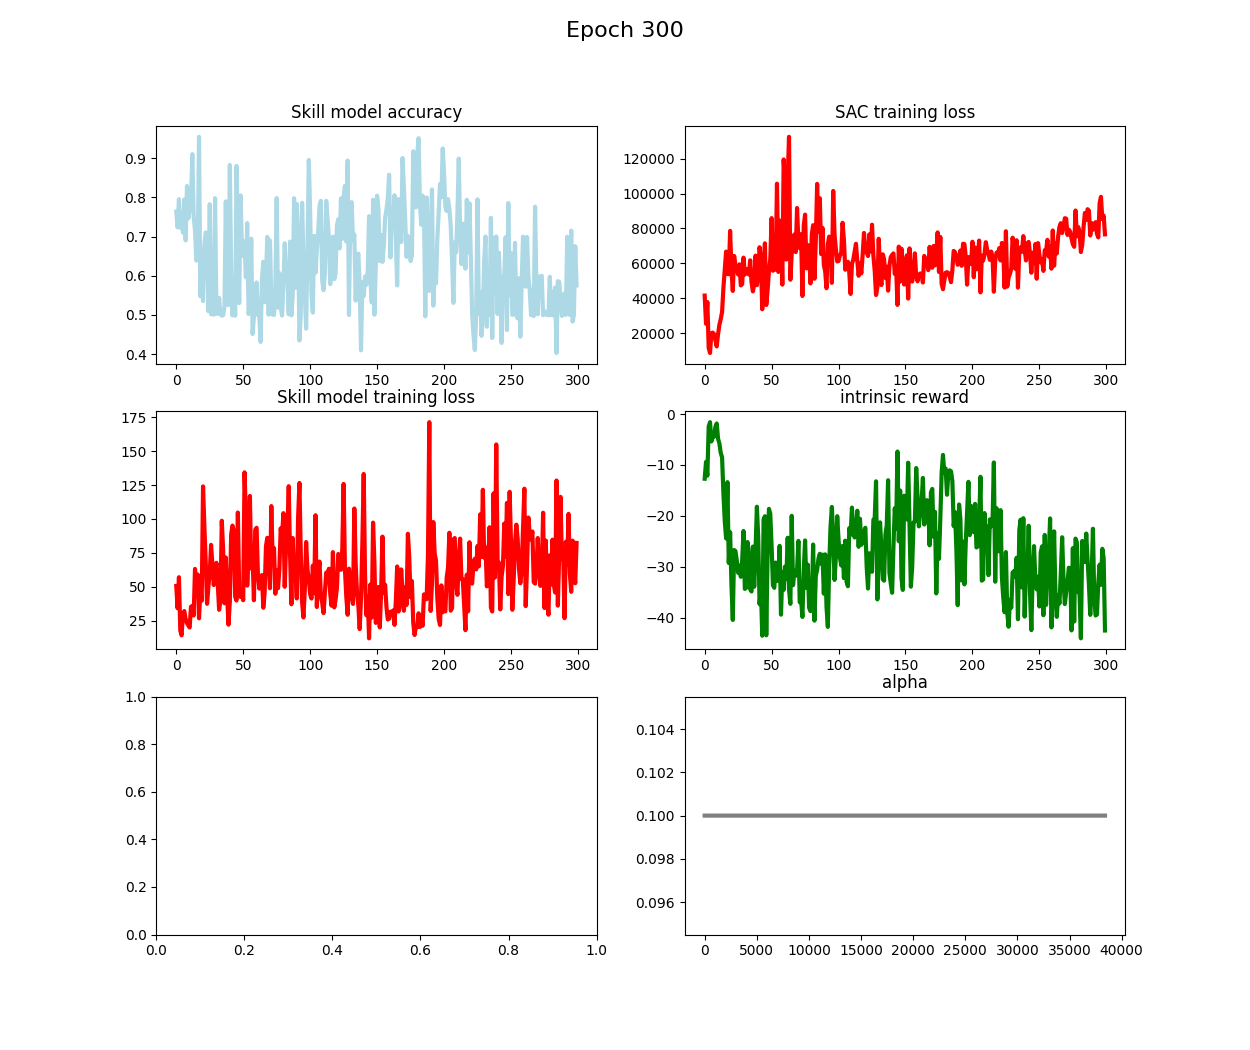 Epoch 300
Skill model accuracy
0.9
0.8
0.7
0.6
0.5
0.4
0 50 100 150 200 250 300
SAC training loss
120000
100000
80000
60000
40000
20000
0 50 100 150 200 250 300
Skill model training loss
175
150
125
100
75
50
25
0 50 100 150 200 250 300
intrinsic reward
0
−10
−20
−30
−40
0 50 100 150 200 250 300
1.0
0.8
0.6
0.4
0.2
0.0
0.0 0.2 0.4 0.6 0.8 1.0
alpha
0.104
0.102
0.100
0.098
0.096
0 5000 10000 15000 20000 25000 30000 35000 40000